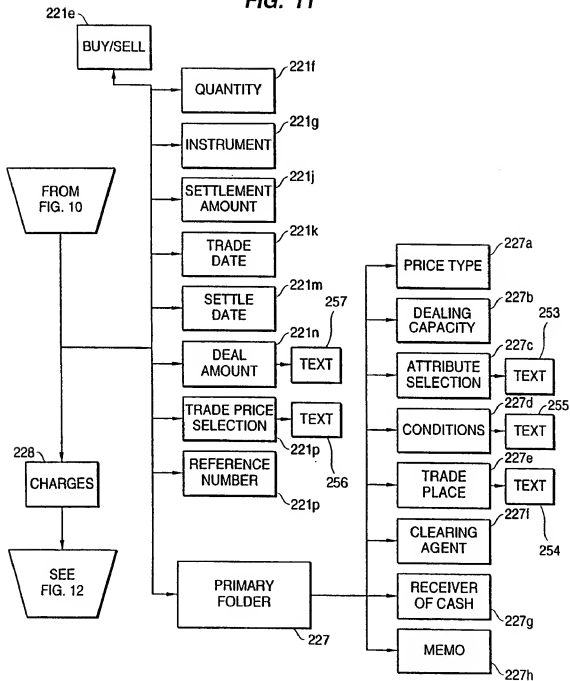 FIG. 11
221e
BUY/SELL
221f
QUANTITY
221g
INSTRUMENT
FROM
FIG. 10
221j
SETTLEMENT
AMOUNT
221k
TRADE
DATE
221m
SETTLE
DATE
221n
DEAL
AMOUNT
257
TEXT
TRADE PRICE
SELECTION
221p
TEXT
256
REFERENCE
NUMBER
221p
228
CHARGES
SEE
FIG. 12
PRIMARY
FOLDER
227
227a
PRICE TYPE
227b
DEALING
CAPACITY
227c
ATTRIBUTE
SELECTION
253
TEXT
227d
CONDITIONS
255
TEXT
227e
TRADE
PLACE
TEXT
254
227f
CLEARING
AGENT
RECEIVER
OF CASH
227g
MEMO
227h